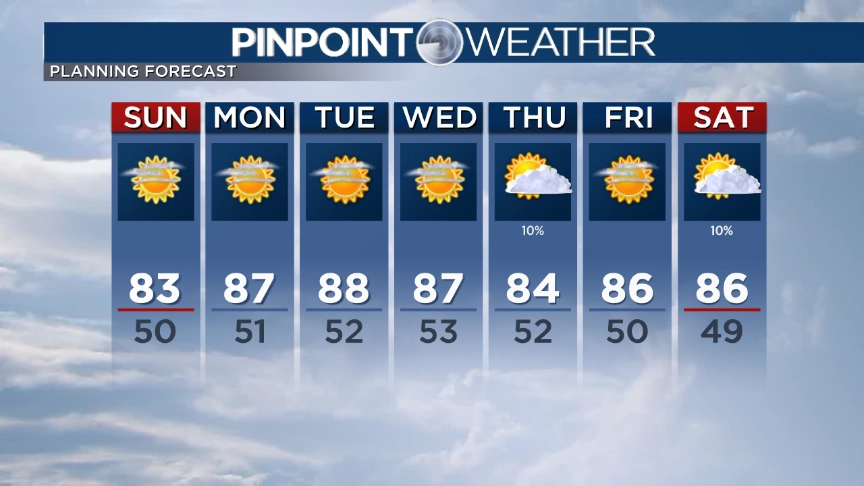 PINPOINT WEATHER
PLANNING FORECAST
SUN MON TUE WED THU FRI SAT
10% 10%
83 87 88 87 84 86 86
50 51 52 53 52 50 49